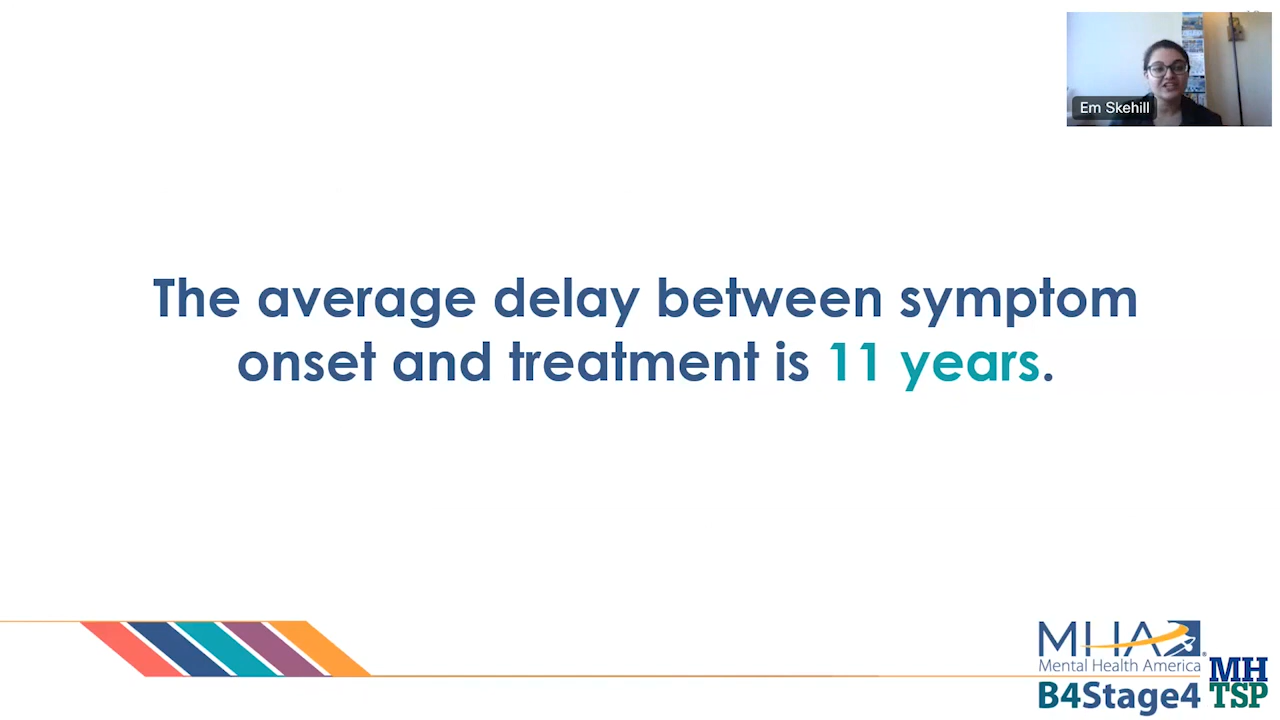 Em Skehill
The average delay between symptom
onset and treatment is 11 years.
MHA
Mental Health America
B4Stage4
MH
TSP